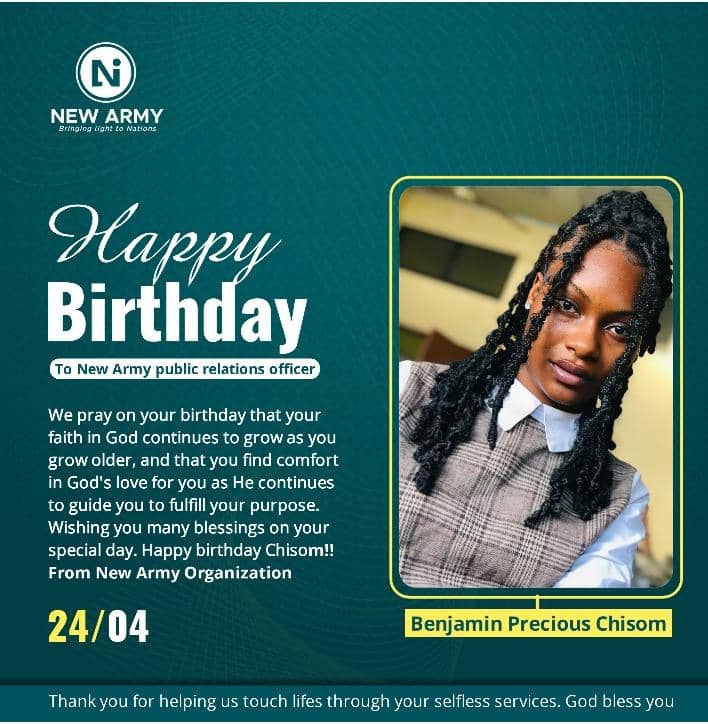 Ni
NEW ARMY
Bringing light to Nations
Happy
Birthday
To New Army public relations officer
We pray on your birthday that your
faith in God continues to grow as you
grow older, and that you find comfort
in God's love for you as He continues
to guide you to fulfill your purpose.
Wishing you many blessings on your
special day. Happy birthday Chisom!!
From New Army Organization
24/04
Benjamin Precious Chisom
Thank you for helping us touch lifes through your selfless services. God bless you